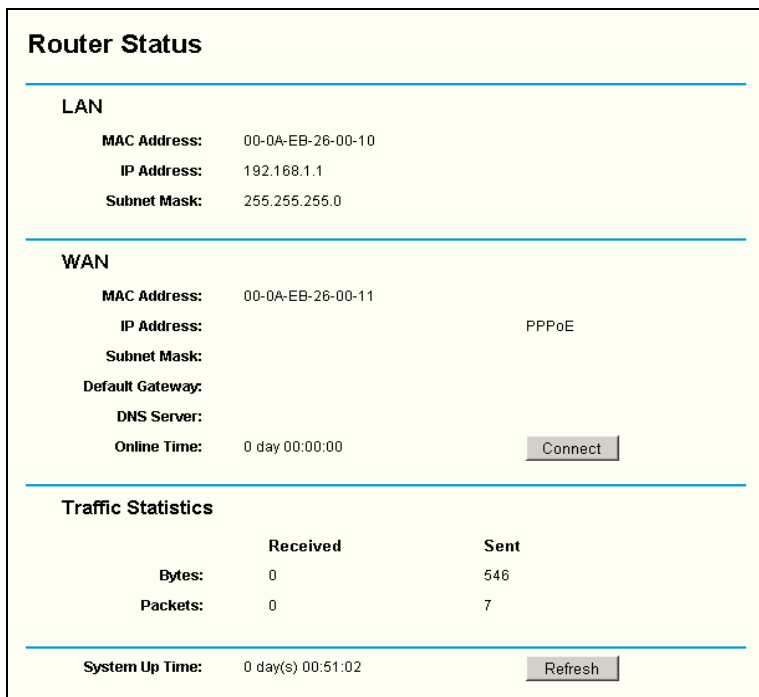 Router Status
LAN
MAC Address: 00-0A-EB-26-00-10
IP Address: 192.168.1.1
Subnet Mask: 255.255.255.0
WAN
MAC Address: 00-0A-EB-26-00-11
IP Address: PPPoE
Subnet Mask:
Default Gateway:
DNS Server:
Online Time: 0 day 00:00:00 Connect
Traffic Statistics
Received Sent
Bytes: 0 546
Packets: 0 7
System Up Time: 0 day(s) 00:51:02 Refresh